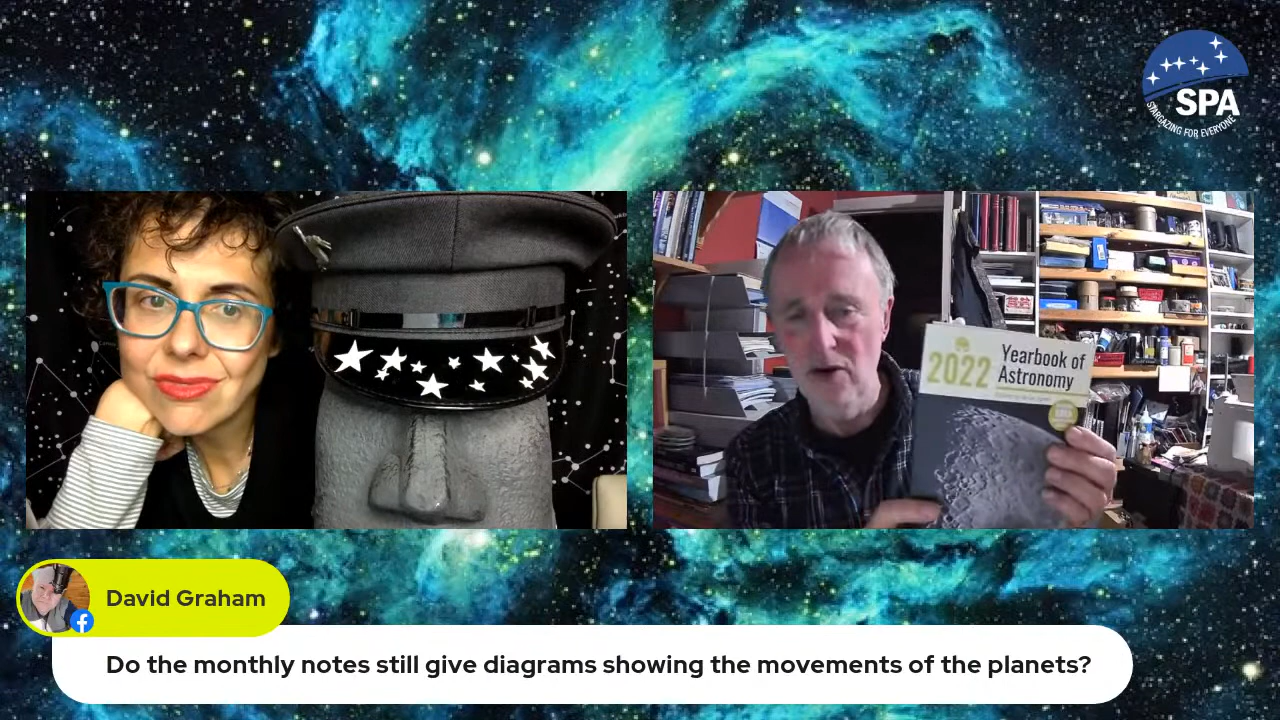 SPA
STARGAZING FOR EVERYONE
2022 Yearbook of
Astronomy
David Graham
Do the monthly notes still give diagrams showing the movements of the planets?